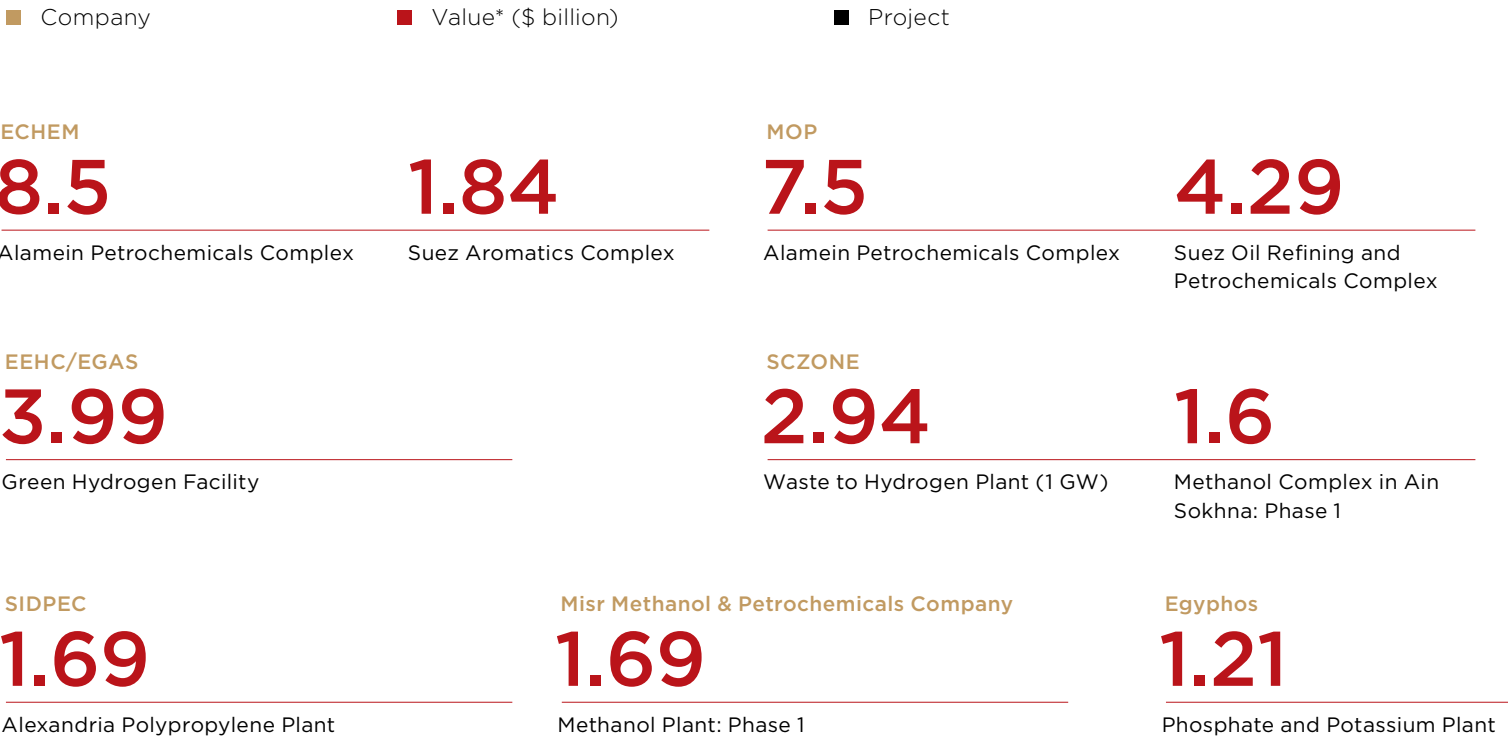 Company
Value* ($ billion)
Project
ECHEM
8.5
1.84
Alamein Petrochemicals Complex
Suez Aromatics Complex
MOP
7.5
4.29
Alamein Petrochemicals Complex
Suez Oil Refining and
Petrochemicals Complex
EEHC/EGAS
3.99
Green Hydrogen Facility
SCZONE
2.94
1.6
Waste to Hydrogen Plant (1 GW)
Methanol Complex in Ain
Sokhna: Phase 1
SIDPEC
1.69
Alexandria Polypropylene Plant
Misr Methanol & Petrochemicals Company
1.69
Methanol Plant: Phase 1
Egyphos
1.21
Phosphate and Potassium Plant